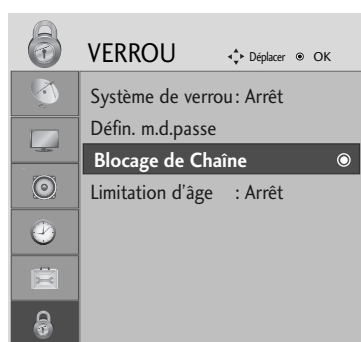 VERROU Déplacer OK
Système de verrou : Arrêt
Défin. m.d.passe
Blocage de Chaîne
Limitation d'âge : Arrêt